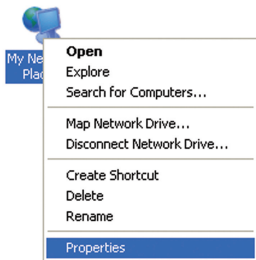 My Ne
Plac
Open
Explore
Search for Computers...
Map Network Drive...
Disconnect Network Drive...
Create Shortcut
Delete
Rename
Properties